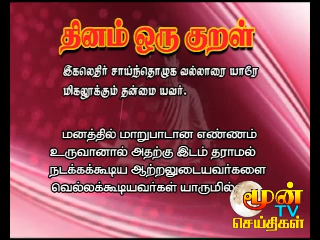 தினம் ஒரு குறள்
இகலெதிர் சாய்ந்தொழுக வல்லாரை யாரே
மிகலூக்கும் தன்மை யவர்.
மனத்தில் மாறுபாடான எண்ணம்
உருவானால் அதற்கு இடம் தராமல்
நடக்கக்கூடிய ஆற்றலுடையவர்களை
வெல்லக்கூடியவர்கள்
மூன்
TV
செய்திகள்